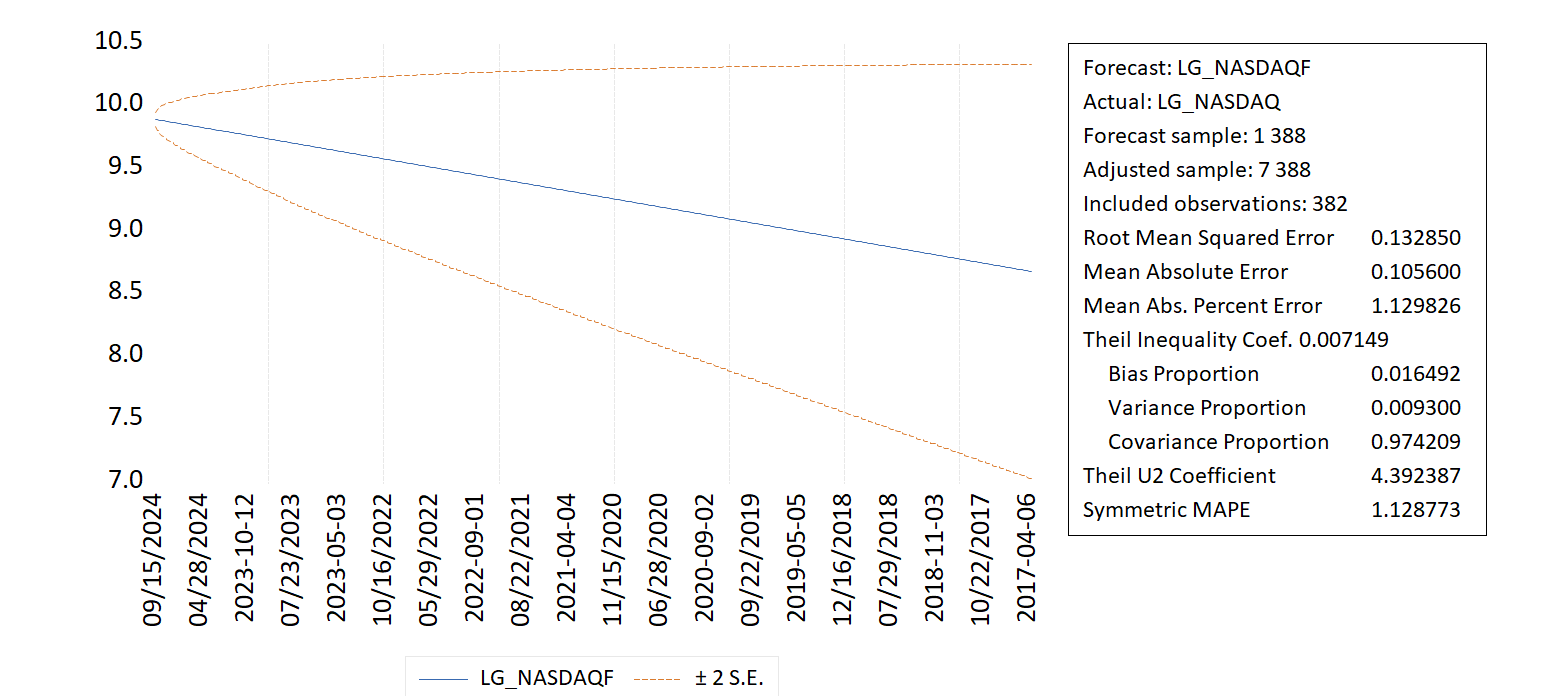 10.5
10.0
9.5
9.0
8.5
8.0
7.5
7.0
09/15/2024
04/28/2024
2023-10-12
07/23/2023
2023-05-03
10/16/2022
05/29/2022
2022-09-01
08/22/2021
2021-04-04
11/15/2020
06/28/2020
2020-09-02
09/22/2019
2019-05-05
12/16/2018
07/29/2018
2018-11-03
10/22/2017
2017-04-06
LG_NASDAQF
± 2 S.E.
Forecast: LG_NASDAQF
Actual: LG_NASDAQ
Forecast sample: 1 388
Adjusted sample: 7 388
Included observations: 382
Root Mean Squared Error 0.132850
Mean Absolute Error 0.105600
Mean Abs. Percent Error 1.129826
Theil Inequality Coef. 0.007149
Bias Proportion 0.016492
Variance Proportion 0.009300
Covariance Proportion 0.974209
Theil U2 Coefficient 4.392387
Symmetric MAPE 1.128773